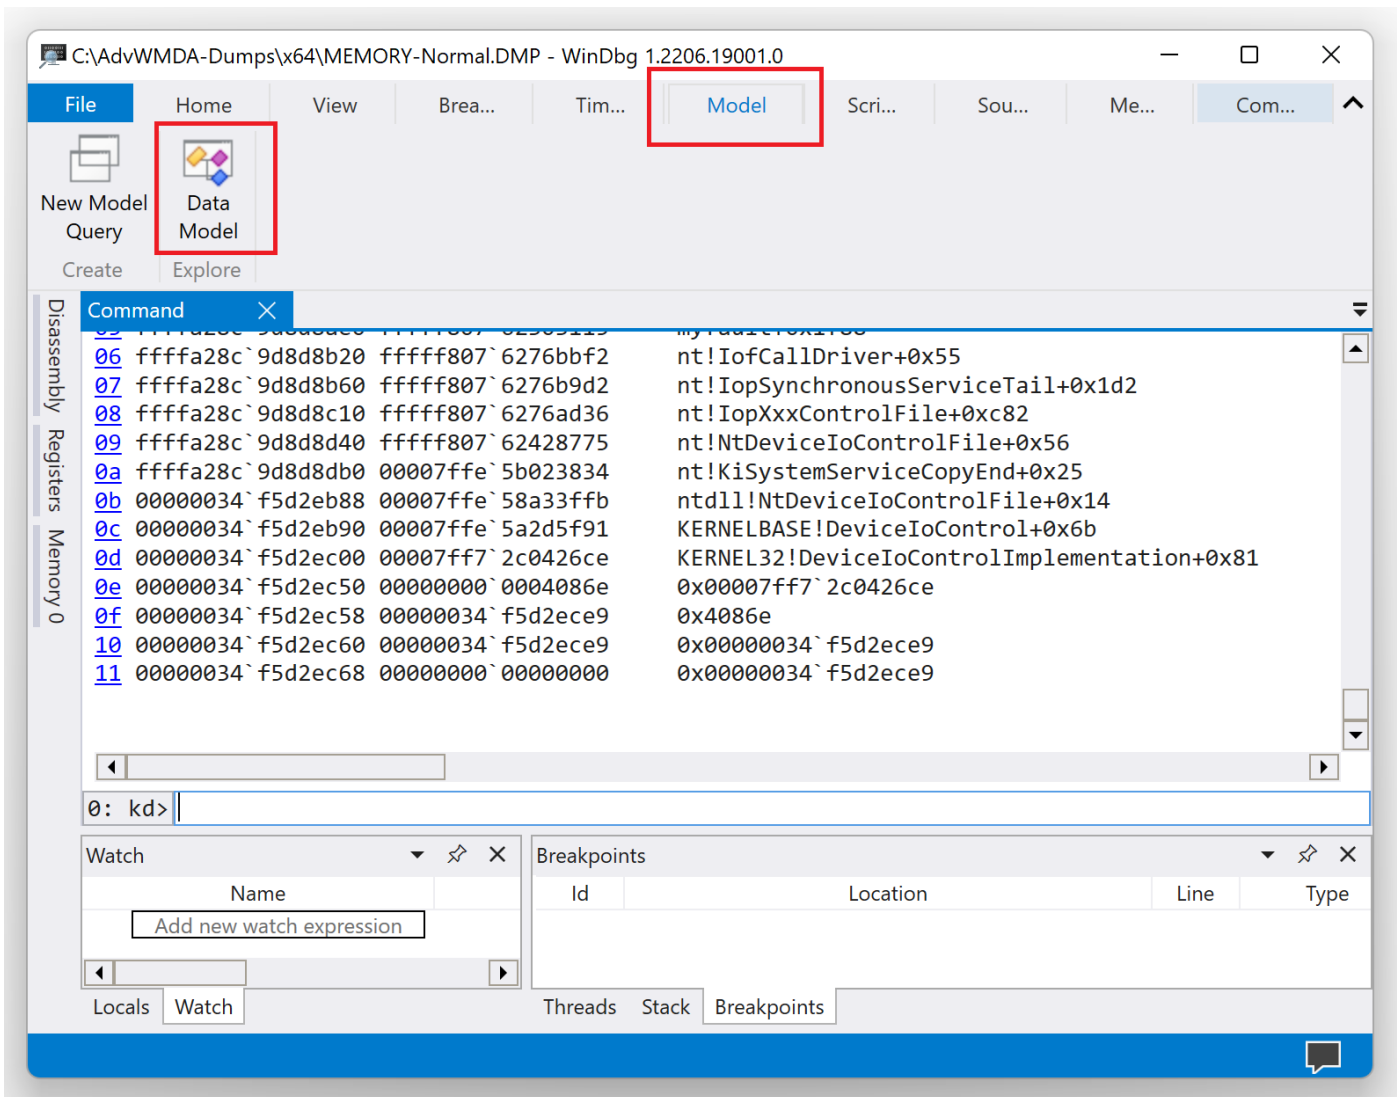 C:\AdvWMDA-Dumps\x64\MEMORY-Normal.DMP - WinDbg 1.2206.19001.0
File Home View Brea... Tim... Model Scri... Sou... Me... Com...
New Model Query
Data Model
Create Explore
Disassembly
Registers
Memory 0
Command
06 ffffa28c`9d8d8b20 fffff807`6276bbf2 nt!IofCallDriver+0x55
07 ffffa28c`9d8d8b60 fffff807`6276b9d2 nt!IopSynchronousServiceTail+0x1d2
08 ffffa28c`9d8d8c10 fffff807`6276ad36 nt!IopXxxControlFile+0xc82
09 ffffa28c`9d8d8d40 fffff807`62428775 nt!NtDeviceIoControlFile+0x56
0a ffffa28c`9d8d8db0 00007ffe`5b023834 nt!KiSystemServiceCopyEnd+0x25
0b 00000034`f5d2eb88 00007ffe`58a33ffb ntdll!NtDeviceIoControlFile+0x14
0c 00000034`f5d2eb90 00007ffe`5a2d5f91 KERNELBASE!DeviceIoControl+0x6b
0d 00000034`f5d2ec00 00007ff7`2c0426ce KERNEL32!DeviceIoControlImplementation+0x81
0e 00000034`f5d2ec50 00000000`0004086e 0x00007ff7`2c0426ce
0f 00000034`f5d2ec58 00000034`f5d2ece9 0x4086e
10 00000034`f5d2ec60 00000034`f5d2ece9 0x00000034`f5d2ece9
11 00000034`f5d2ec68 00000000`00000000 0x00000034`f5d2ece9
0: kd>
Watch
Name
Add new watch expression
Locals Watch
Breakpoints
Id Location Line Type
Threads Stack Breakpoints